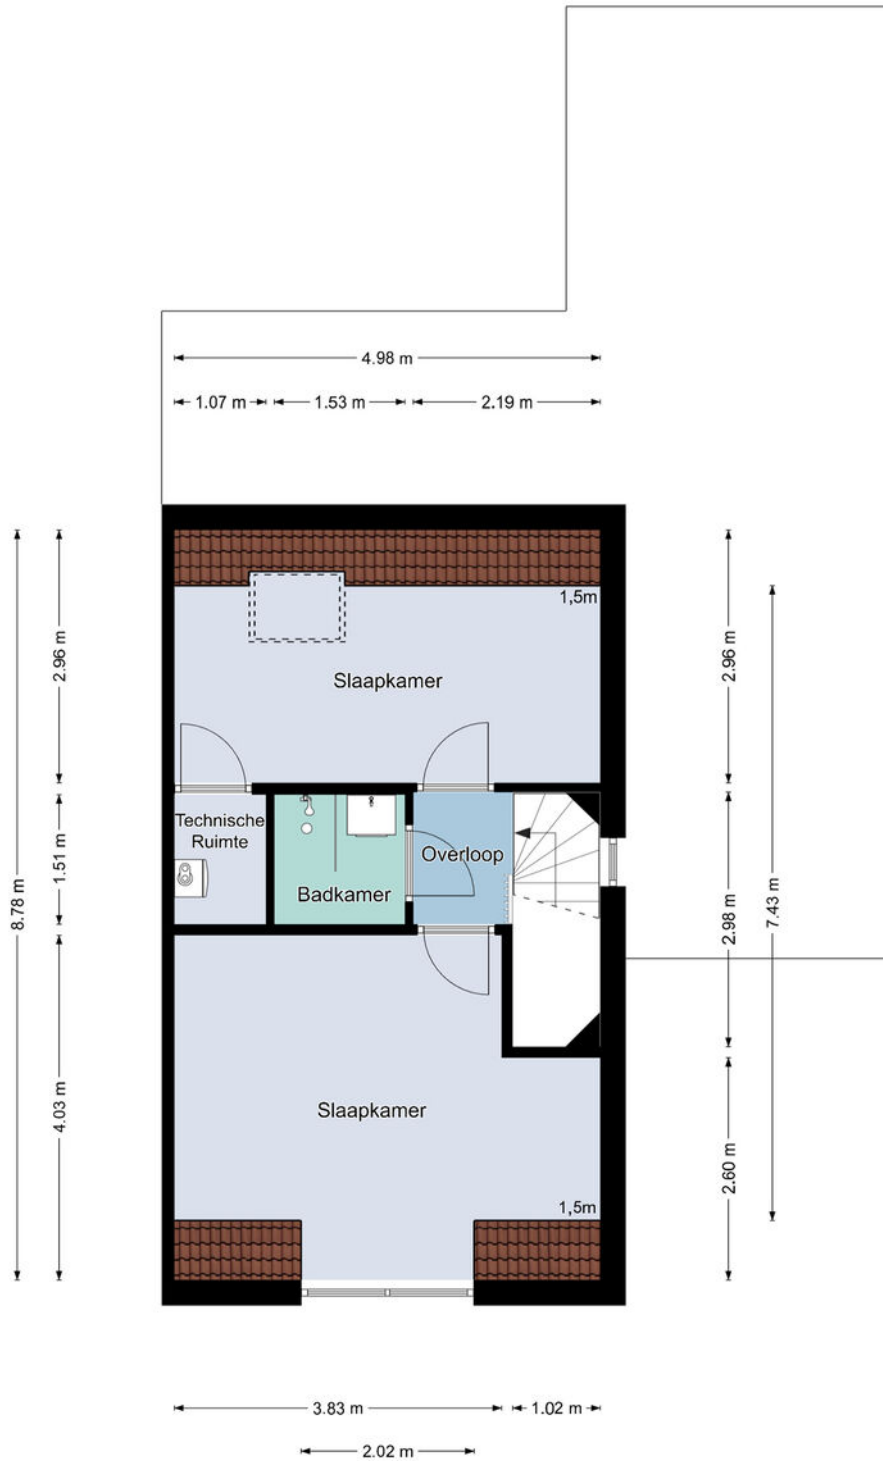 4.98 m
1.07 m
1.53 m
2.19 m
1,5m
2.96 m
2.96 m
Slaapkamer
Technische
Ruimte
Badkamer
Overloop
1.51 m
8.78 m
2.98 m
7.43 m
4.03 m
Slaapkamer
2.60 m
1,5m
3.83 m
1.02 m
2.02 m